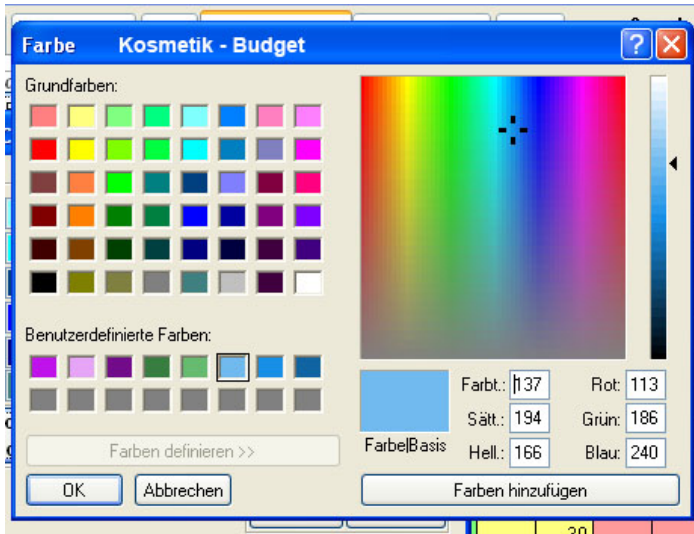 Farbe Kosmetik - Budget
Grundfarben:
Benutzerdefinierte Farben:
Farben definieren >>
OK Abbrechen
Farbt.: 137 Rot: 113
Sätt.: 194 Grün: 186
Farbe|Basis Hell.: 166 Blau: 240
Farben hinzufügen